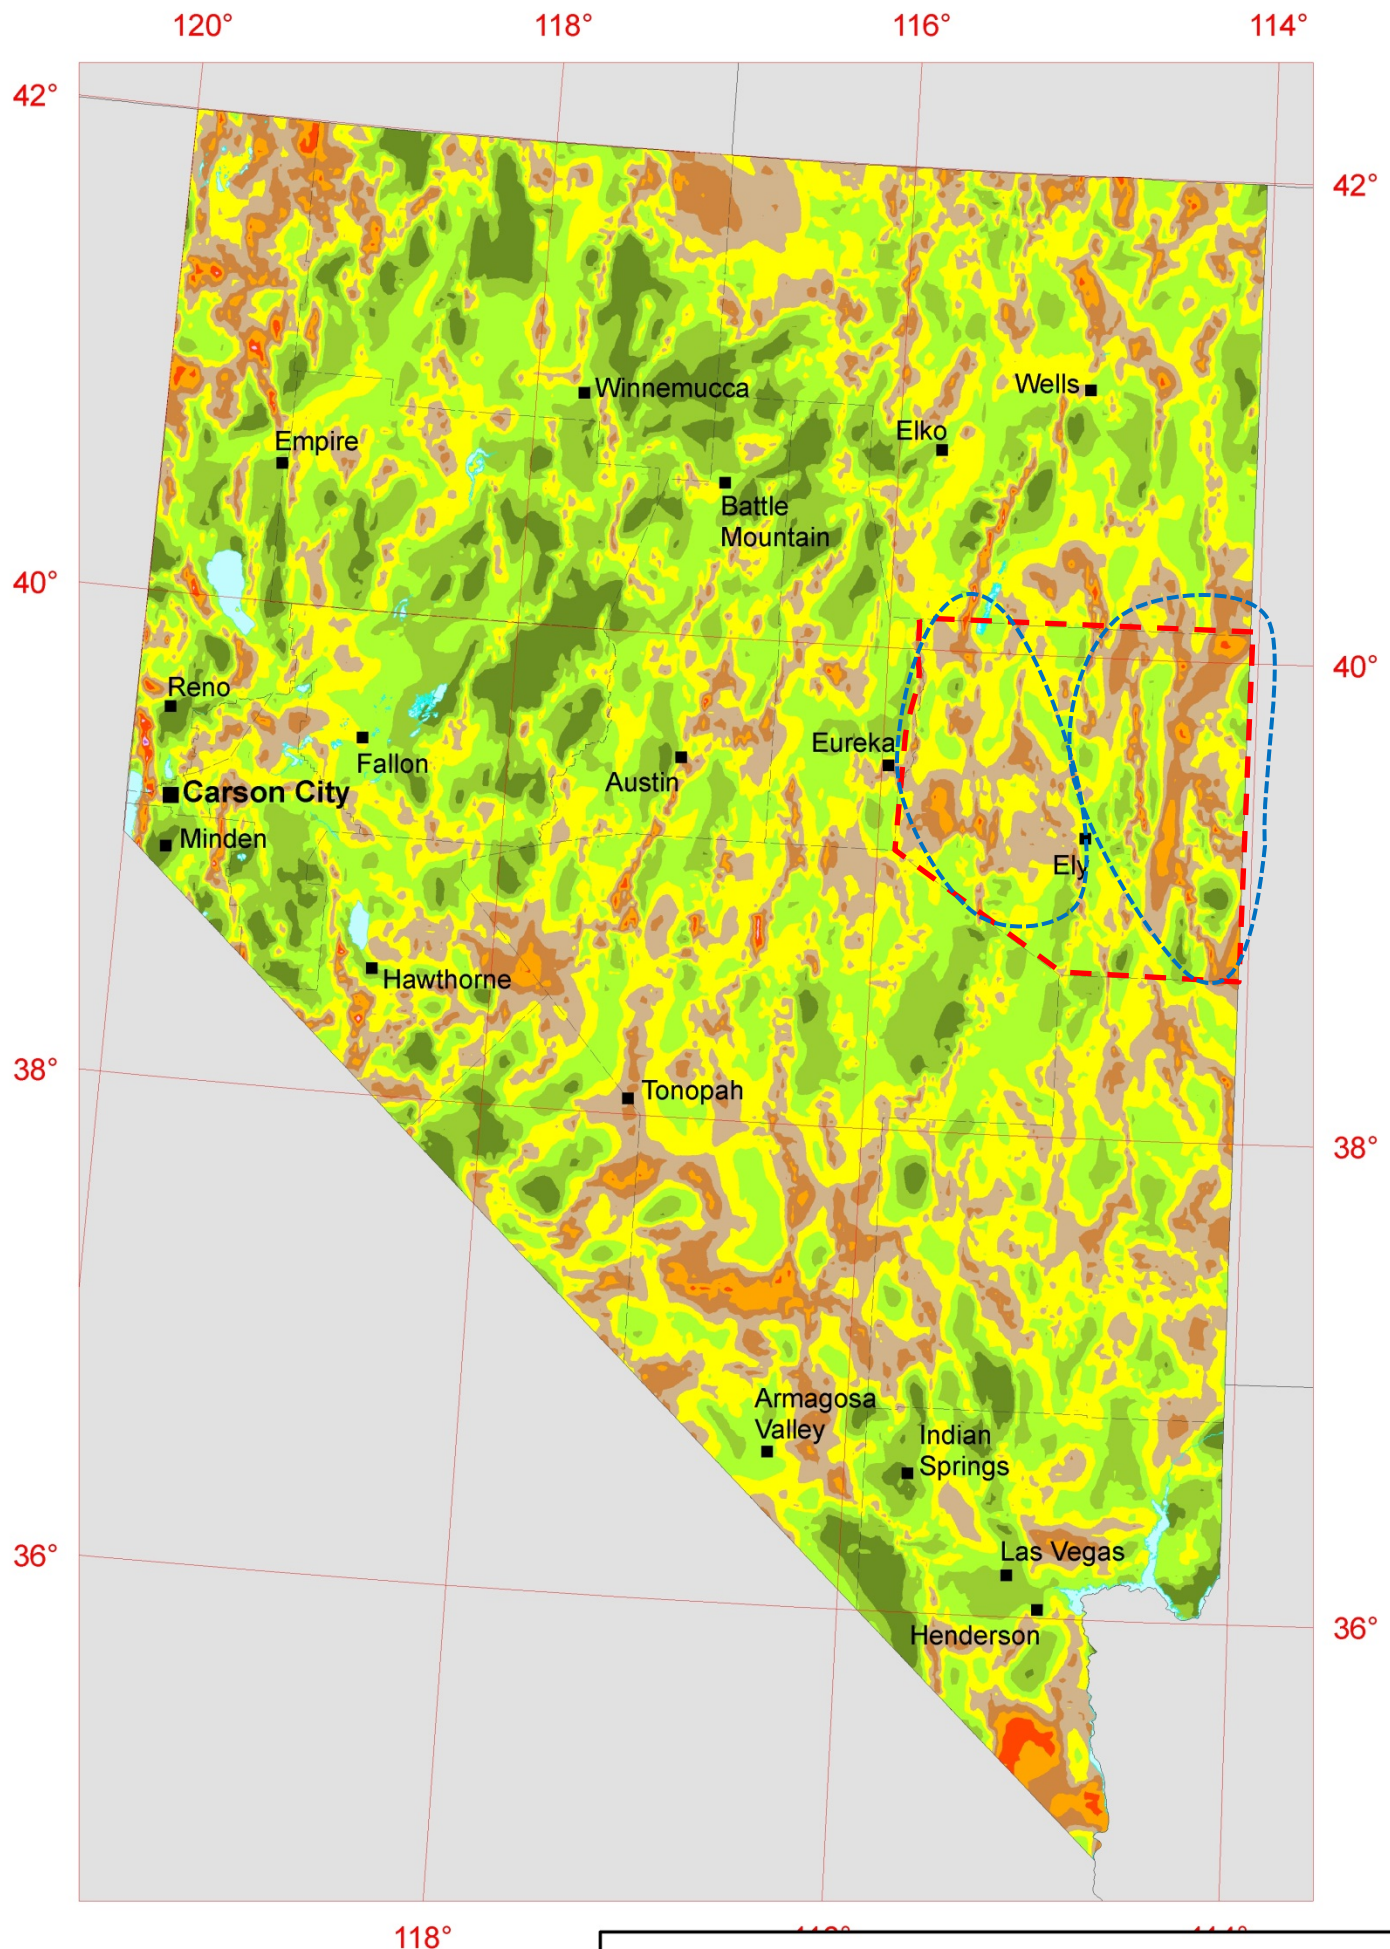 120°
118°
116°
114°
42°
42°
Winnemucca
Wells
Elko
Empire
Battle
Mountain
40°
40°
Reno
Eureka
Fallon
Austin
Carson City
Minden
Ely
Hawthorne
38°
Tonopah
38°
Armagosa
Valley
Indian
Springs
36°
Las Vegas
36°
Henderson
118°